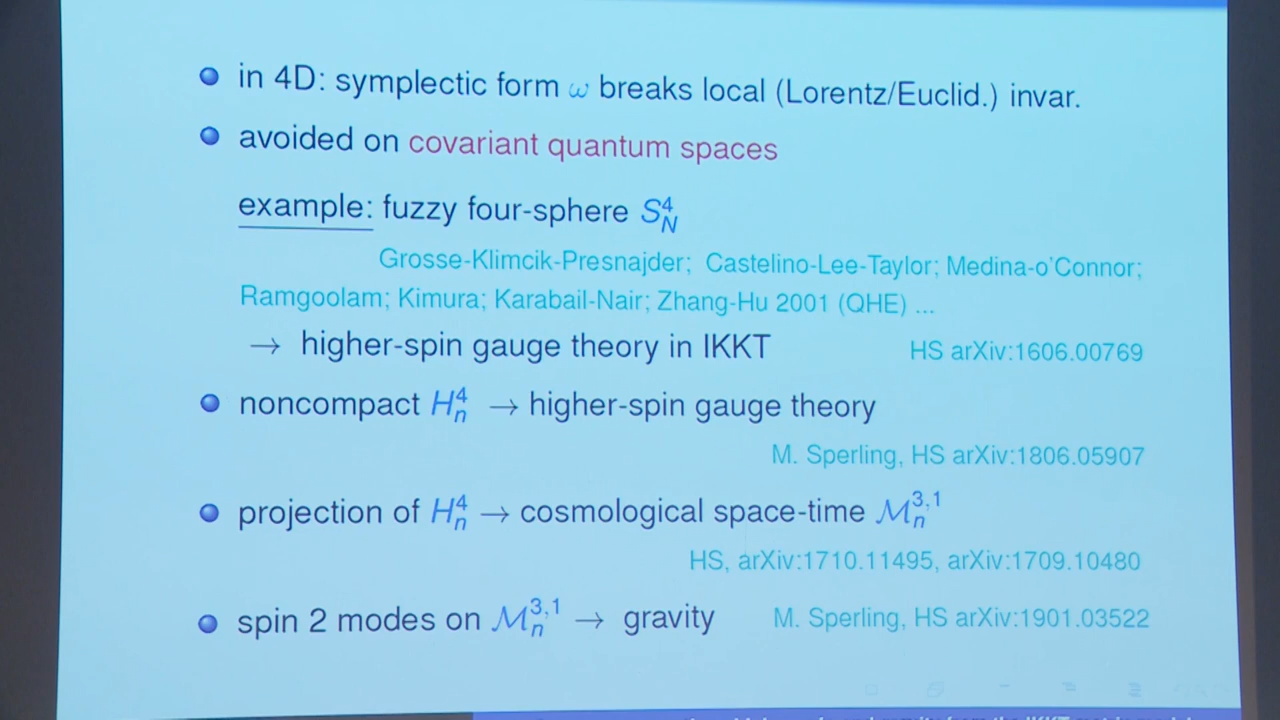 in 4D: symplectic form ω breaks local (Lorentz/Euclid.) invar.
avoided on covariant quantum spaces
example: fuzzy four-sphere S⁴_N
Grosse-Klimcik-Presnajder; Castelino-Lee-Taylor; Medina-o'Connor;
Ramgoolam; Kimura; Karabail-Nair; Zhang-Hu 2001 (QHE) ...
→ higher-spin gauge theory in IKKT HS arXiv:1606.00769
noncompact H⁴_n → higher-spin gauge theory
M. Sperling, HS arXiv:1806.05907
projection of H⁴_n → cosmological space-time ℳ^{3,1}_n
HS, arXiv:1710.11495, arXiv:1709.10480
spin 2 modes on ℳ^{3,1}_n → gravity M. Sperling, HS arXiv:1901.03522